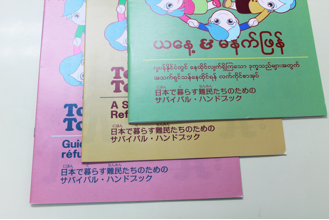 ယနေ့ & မနက်ဖြန်
日本で暮らす難民たちのための
サバイバル・ハンドブック
To
To
A S
Ref
日本で暮らす難民たちのための
サバイバル・ハンドブック
To
To
Guid
réfu
日本で暮らす難民たちのための
サバイバル・ハンドブック